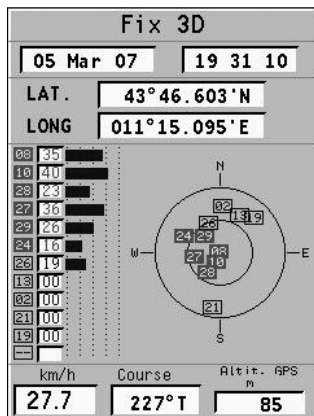 Fix 3D
05 Mar 07 19 31 10
LAT. 43°46.603'N
LONG 011°15.095'E
08 35
10 40
28 23
27 36
29 26
24 16
26 19
13 00
02 00
21 00
19 00
--
N
02
13 19
26
24 29
W E
08
27 10
28
21
S
km/h Course Altit. GPS
m
27.7 227°T 85